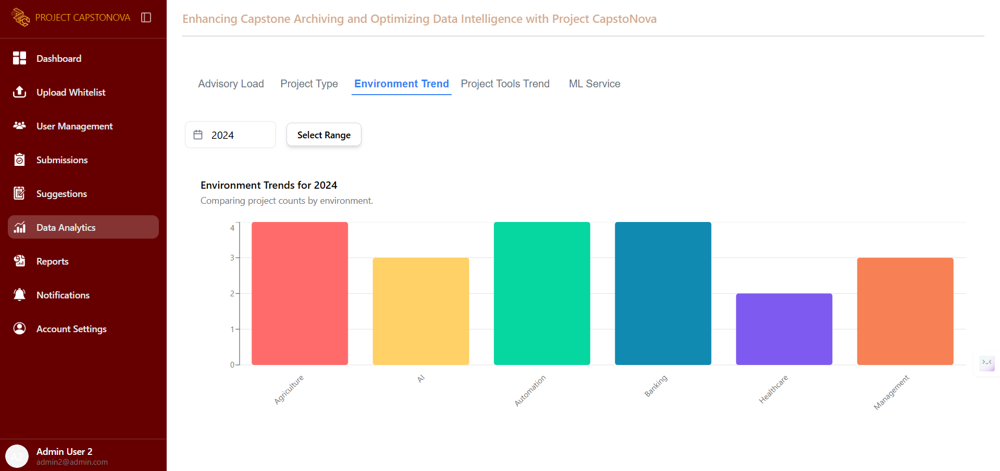 PROJECT CAPSTONOVA
Dashboard
Upload Whitelist
User Management
Submissions
Suggestions
Data Analytics
Reports
Notifications
Account Settings
A2
Admin User 2
admin2@admin.com
Enhancing Capstone Archiving and Optimizing Data Intelligence with Project CapstoNova
Advisory Load Project Type Environment Trend Project Tools Trend ML Service
2024 Select Range
Environment Trends for 2024
Comparing project counts by environment.
4
3
2
1
0
Agriculture AI Automation Banking Healthcare Management